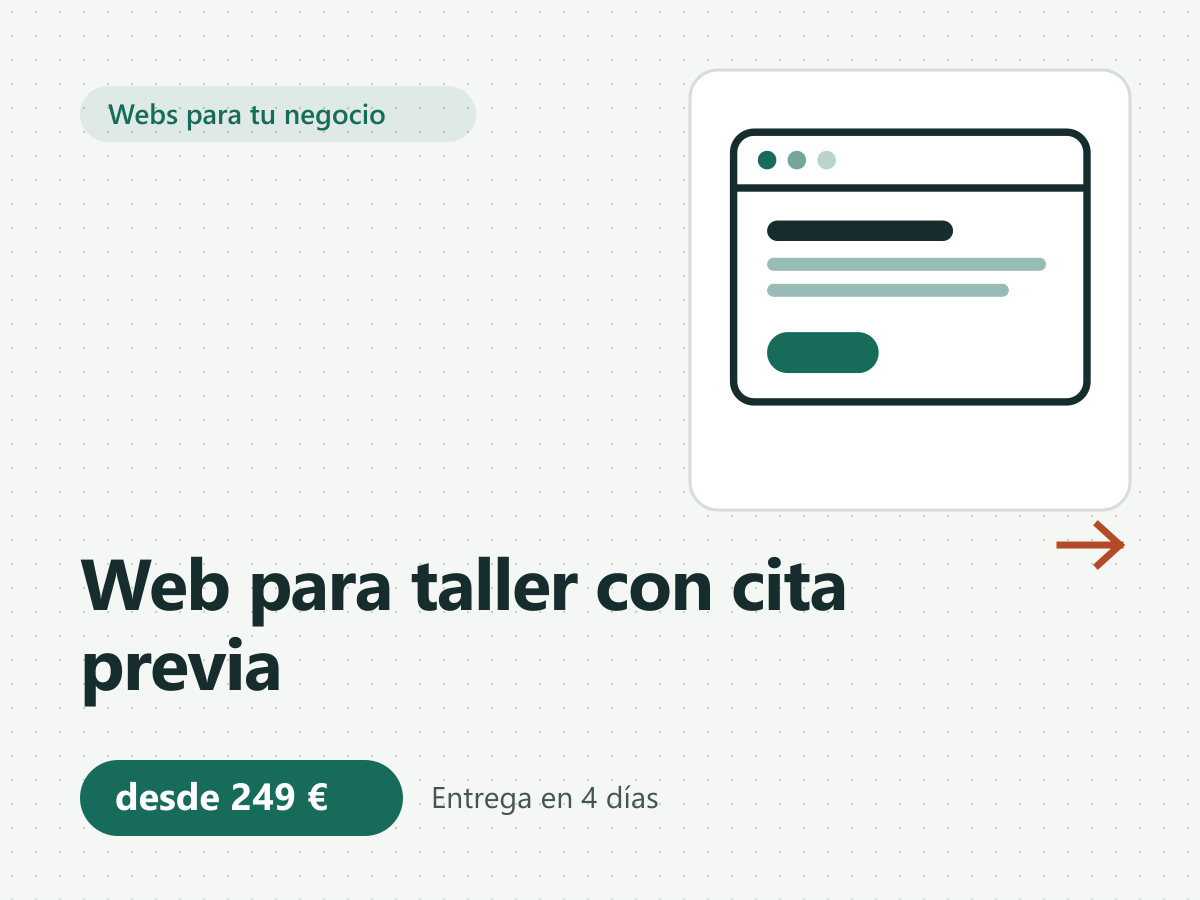 Webs para tu negocio
Web para taller con cita
previa
desde 249 €
Entrega en 4 días